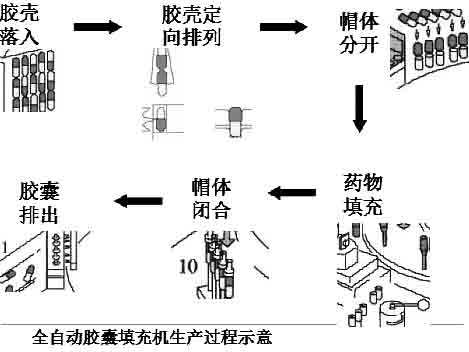 胶壳
落入
胶壳定
向排列
帽体
分开
药物
填充
帽体
闭合
10
胶囊
排出
1
全自动胶囊填充机生产过程示意